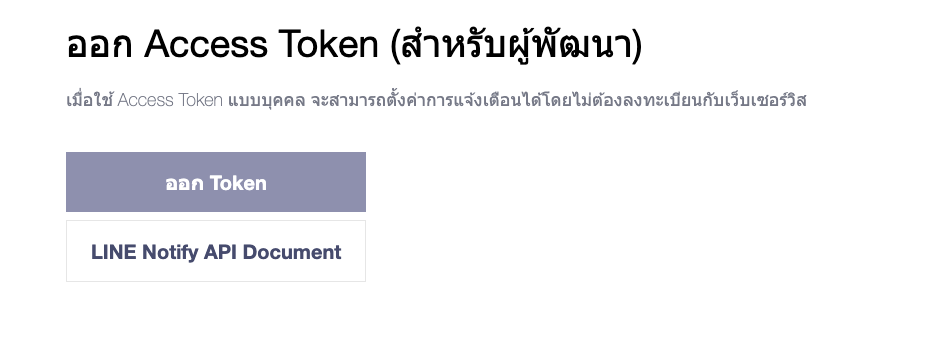 ออก Access Token (สำหรับผู้พัฒนา)
เมื่อใช้ Access Token แบบบุคคล จะสามารถตั้งค่าการแจ้งเตือนได้โดยไม่ต้องลงทะเบียนกับเว็บเซอร์วิส
ออก Token
LINE Notify API Document